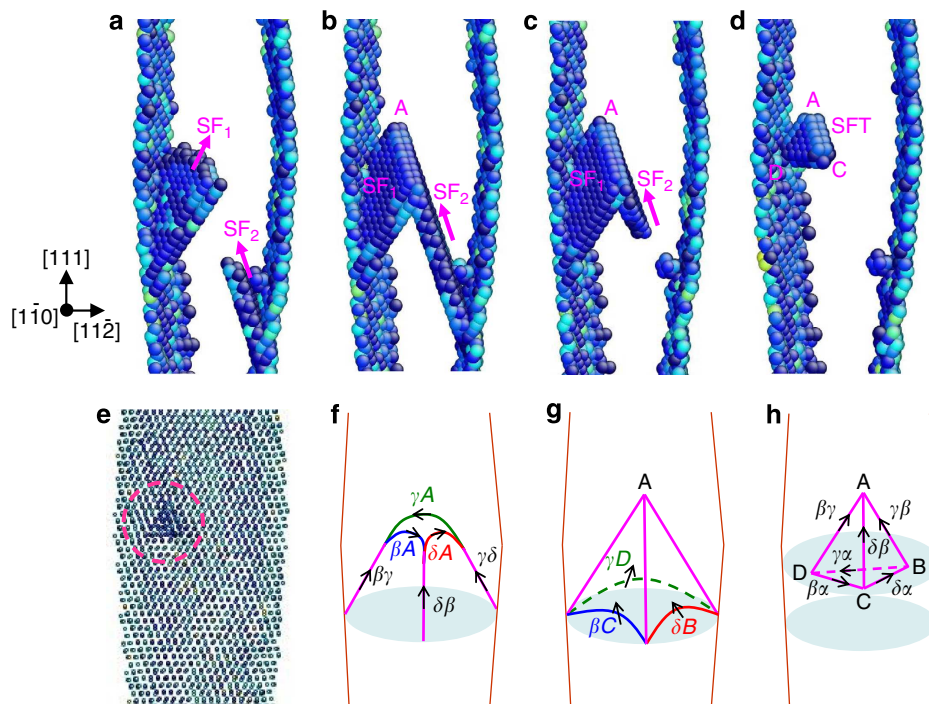 a
b
c
d
SF₁
SF₂
A
SF₁
SF₂
A
SF₁
SF₂
A
SFT
D
C
[111]
[11̄0]
[112̄]
e
f
g
h
γA
βA
δA
βγ
γδ
δβ
A
γD
βC
δB
A
βγ
γβ
δβ
γα
D
B
βα
δα
C